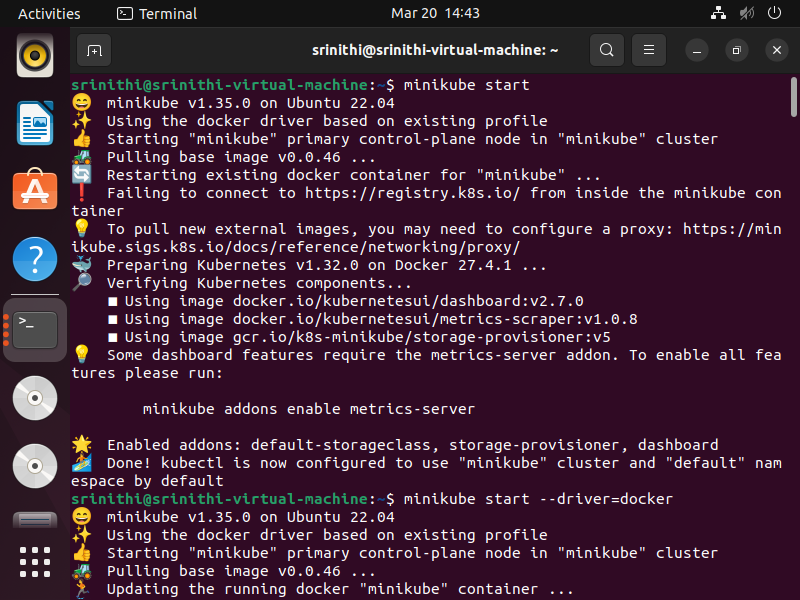 Activities
Terminal
Mar 20 14:43
srinithi@srinithi-virtual-machine: ~
srinithi@srinithi-virtual-machine:~$ minikube start
minikube v1.35.0 on Ubuntu 22.04
Using the docker driver based on existing profile
Starting "minikube" primary control-plane node in "minikube" cluster
Pulling base image v0.0.46 ...
Restarting existing docker container for "minikube" ...
Failing to connect to https://registry.k8s.io/ from inside the minikube con
tainer
To pull new external images, you may need to configure a proxy: https://min
ikube.sigs.k8s.io/docs/reference/networking/proxy/
Preparing Kubernetes v1.32.0 on Docker 27.4.1 ...
Verifying Kubernetes components...
■ Using image docker.io/kubernetesui/dashboard:v2.7.0
■ Using image docker.io/kubernetesui/metrics-scraper:v1.0.8
■ Using image gcr.io/k8s-minikube/storage-provisioner:v5
Some dashboard features require the metrics-server addon. To enable all fea
tures please run:
minikube addons enable metrics-server
Enabled addons: default-storageclass, storage-provisioner, dashboard
Done! kubectl is now configured to use "minikube" cluster and "default" nam
espace by default
srinithi@srinithi-virtual-machine:~$ minikube start --driver=docker
minikube v1.35.0 on Ubuntu 22.04
Using the docker driver based on existing profile
Starting "minikube" primary control-plane node in "minikube" cluster
Pulling base image v0.0.46 ...
Updating the running docker "minikube" container ...